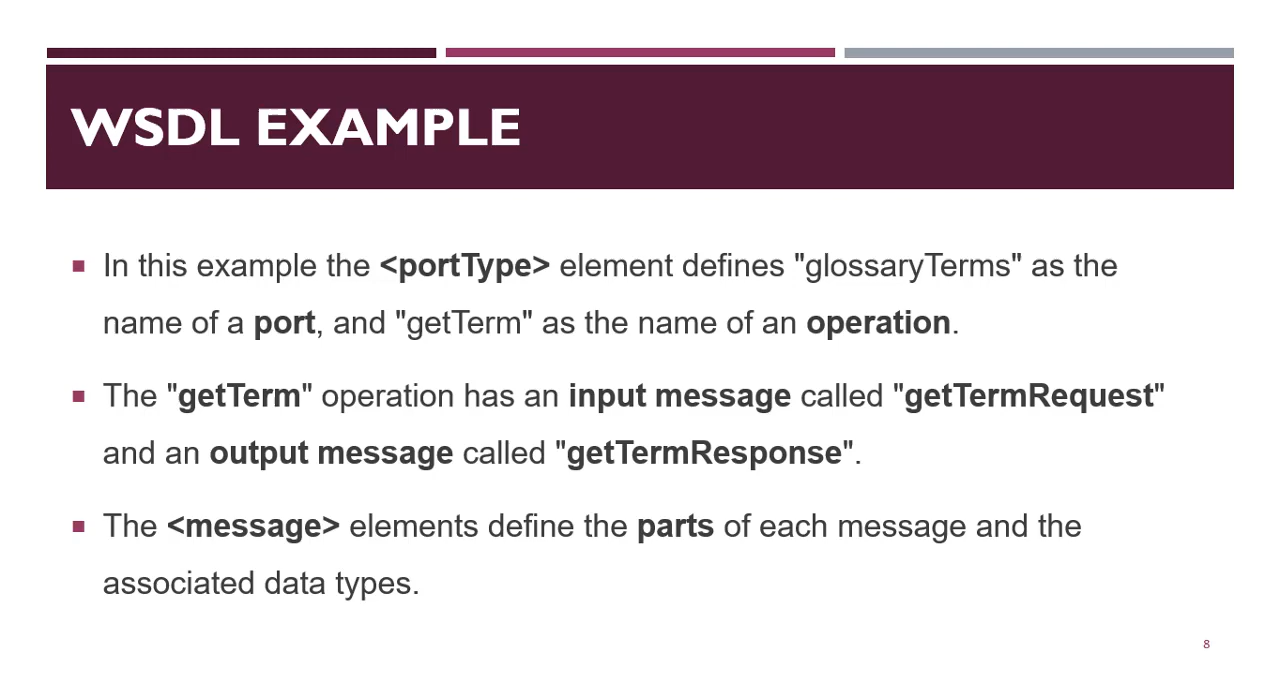 WSDL EXAMPLE
▪ In this example the <portType> element defines "glossaryTerms" as the
name of a port, and "getTerm" as the name of an operation.
▪ The "getTerm" operation has an input message called "getTermRequest"
and an output message called "getTermResponse".
▪ The <message> elements define the parts of each message and the
associated data types.
8